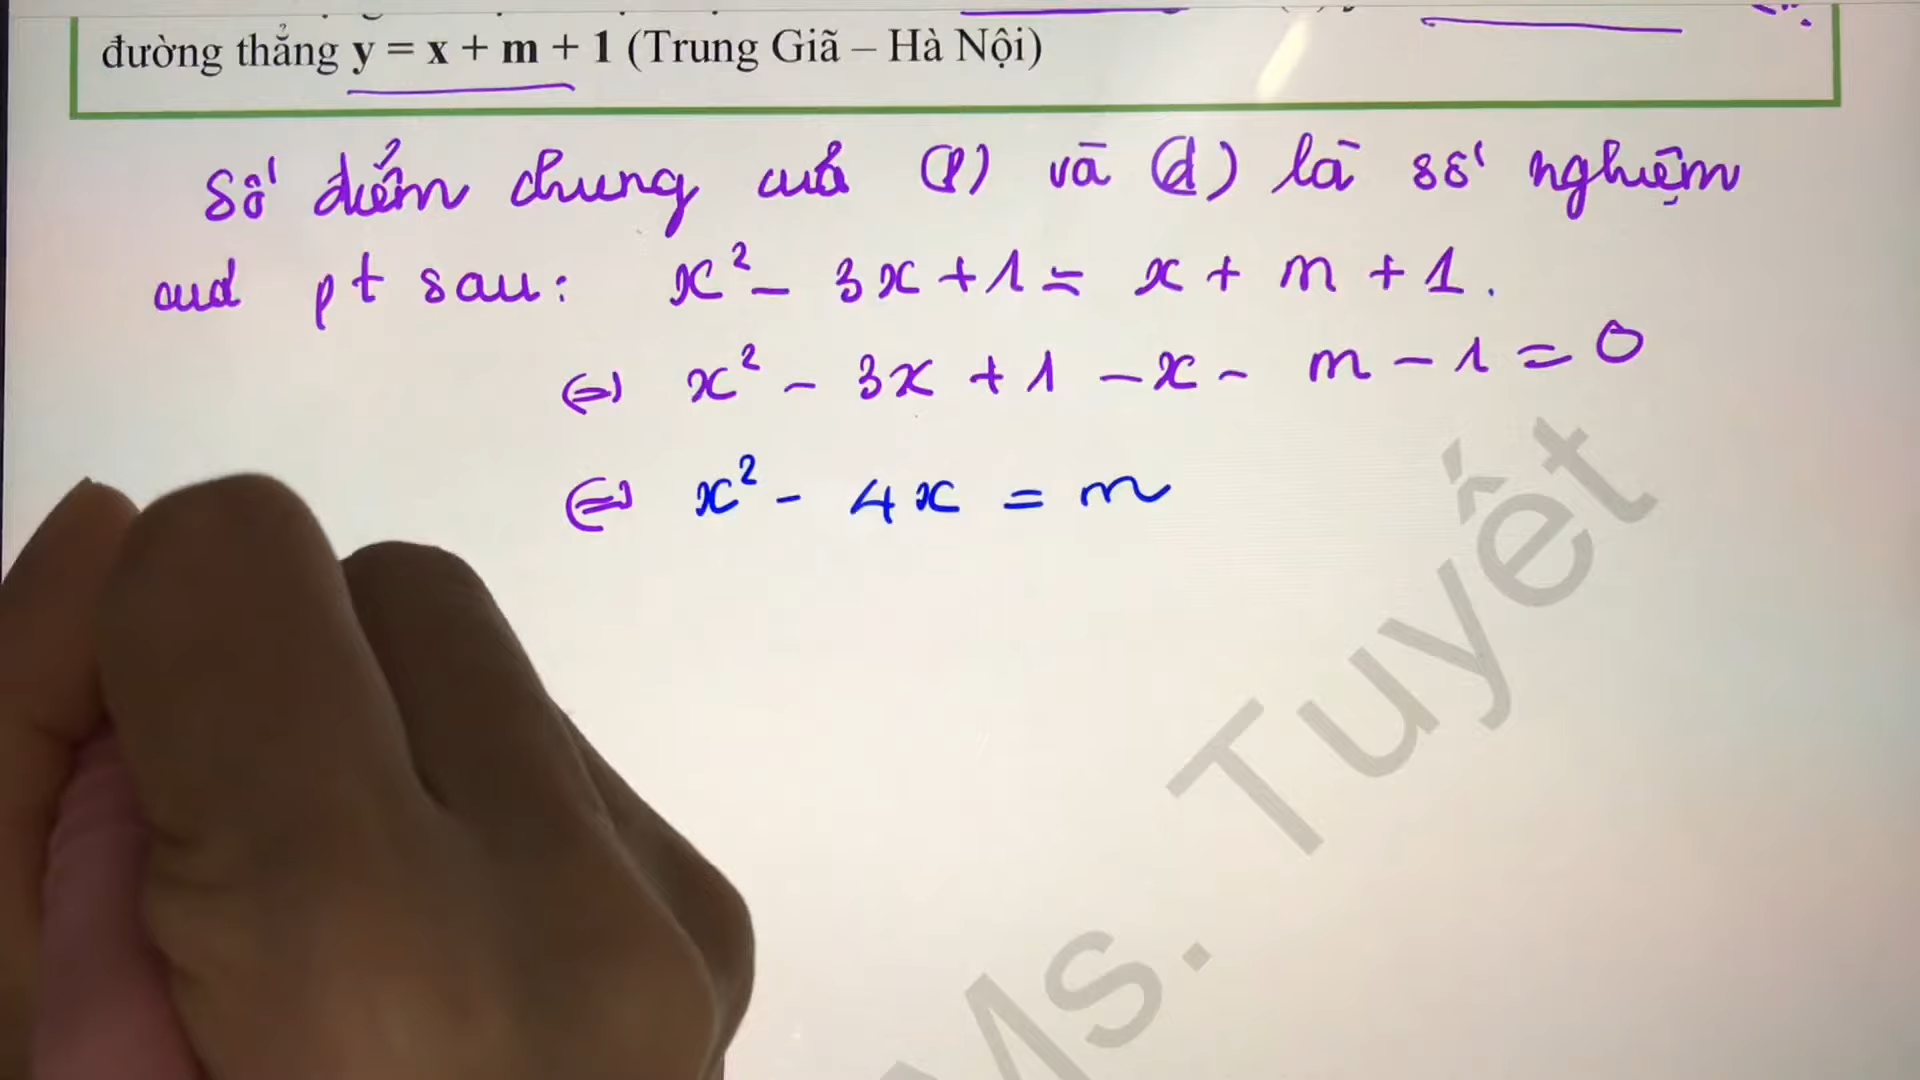 đường thẳng y = x + m + 1 (Trung Giã – Hà Nội)
Số điểm chung của (P) và (d) là số nghiệm
của pt sau: x² - 3x + 1 = x + m + 1.
⇔ x² - 3x + 1 - x - m - 1 = 0
⇔ x² - 4x = m
Ms. Tuyết